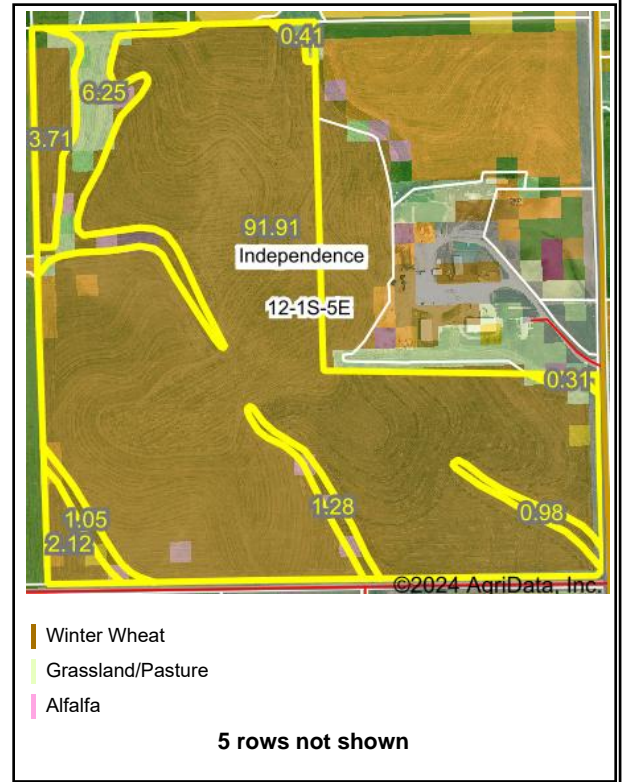 0.41
6.25
3.71
91.91
Independence
12-1S-5E
0.31
1.05
1.28
0.98
2.12
©2024 AgriData, Inc.
Winter Wheat
Grassland/Pasture
Alfalfa
5 rows not shown